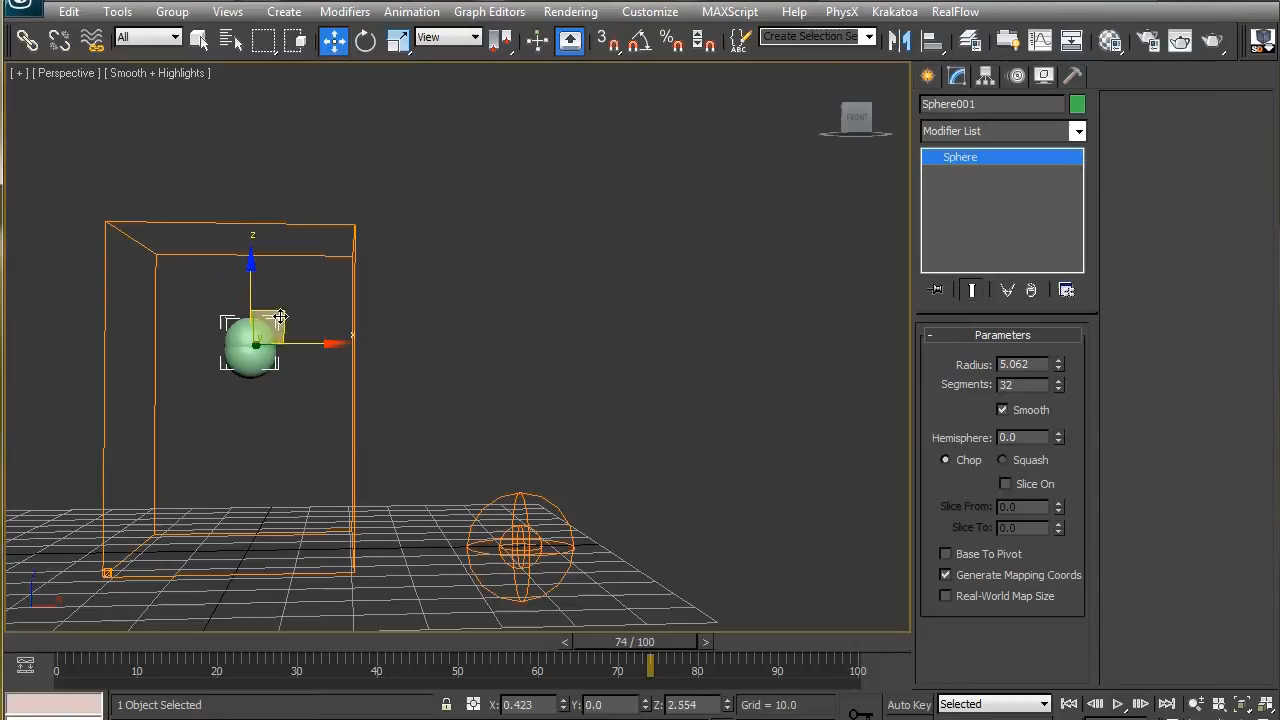 Edit Tools Group Views Create Modifiers Animation Graph Editors Rendering Customize MAXScript Help PhysX Krakatoa RealFlow
All View 3 Create Selection Se
[ + ] [ Perspective ] [ Smooth + Highlights ]
FRONT
Sphere001
Modifier List
Sphere
z
Parameters
Radius: 5.062
Segments: 32
Smooth
Hemisphere: 0.0
Chop Squash
Slice On
Slice From: 0.0
Slice To: 0.0
Base To Pivot
Generate Mapping Coords
Real-World Map Size
< 74 / 100 >
0 10 20 30 40 50 60 70 80 90 100
1 Object Selected X: 0.423 Y: 0.0 Z: 2.554 Grid = 10.0 Auto Key Selected